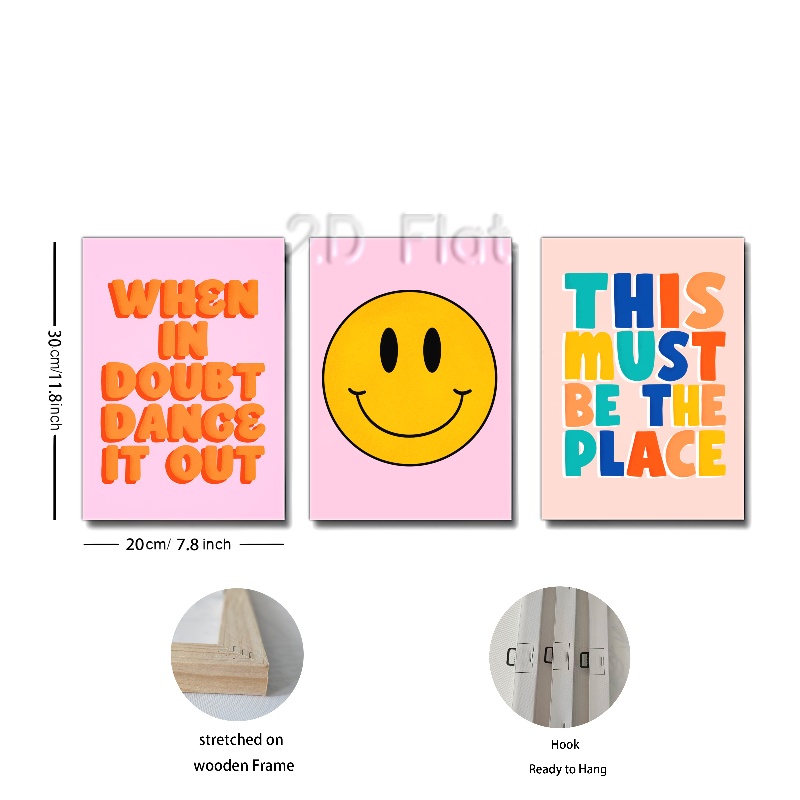 2.D Flat
WHEN
IN
DOUBT
DANCE
IT OUT
THIS
MUST
BE THE
PLACE
30cm/11.8inch
20cm/ 7.8 inch
stretched on
wooden Frame
Hook
Ready to Hang